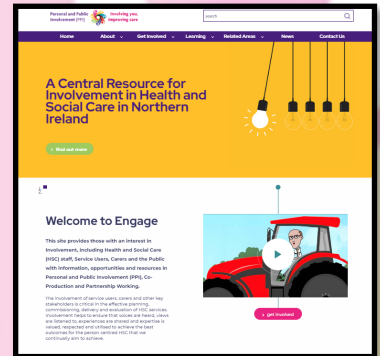 Personal and Public
Involvement (PPI)
Involving you,
improving care
search
Home About Get Involved Learning Related Areas News Contact Us
A Central Resource for
Involvement in Health and
Social Care in Northern
Ireland
find out more
Welcome to Engage
This site provides those with an interest in
Involvement, including Health and Social Care
(HSC) staff, Service Users, Carers and the Public
with information, opportunities and resources in
Personal and Public Involvement (PPI), Co-
Production and Partnership Working.
The involvement of service users, carers and other key
stakeholders is critical in the effective planning,
commissioning, delivery and evaluation of HSC services.
Involvement helps to ensure that voices are heard, views
are listened to, experiences are shared and expertise is
valued, respected and utilised to achieve the best
outcomes for the person centred HSC that we
continually aim to achieve.
get involved